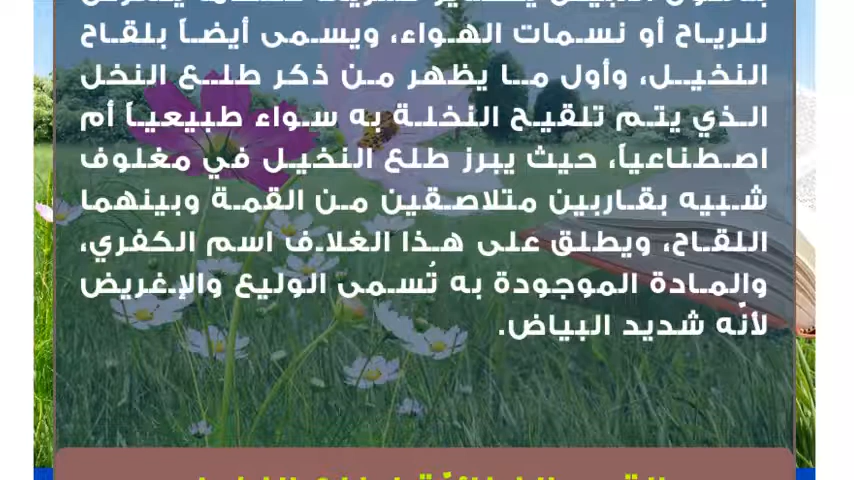 للرياح أو نسمات الهواء، ويسمى أيضاً بلقاح
النخيل، وأول ما يظهر من ذكر طلع النخل
الذي يتم تلقيح النخلة به سواء طبيعياً أم
اصطناعياً، حيث يبرز طلع النخيل في مغلوف
شبيه بقاربين متلاصقين من القمة وبينهما
اللقاح، ويطلق على هذا الغلاف اسم الكفري،
والمادة الموجودة به تُسمى الوليع والإغريض
لأنّه شديد البياض.